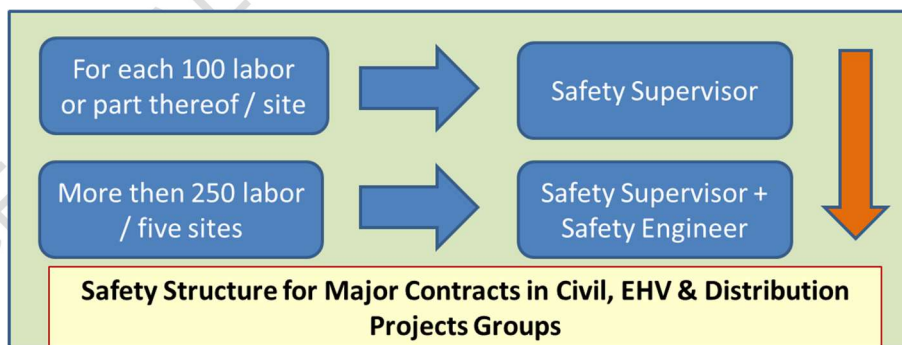 For each 100 labor
or part thereof / site
Safety Supervisor
More then 250 labor
/ five sites
Safety Supervisor +
Safety Engineer
Safety Structure for Major Contracts in Civil, EHV & Distribution
Projects Groups